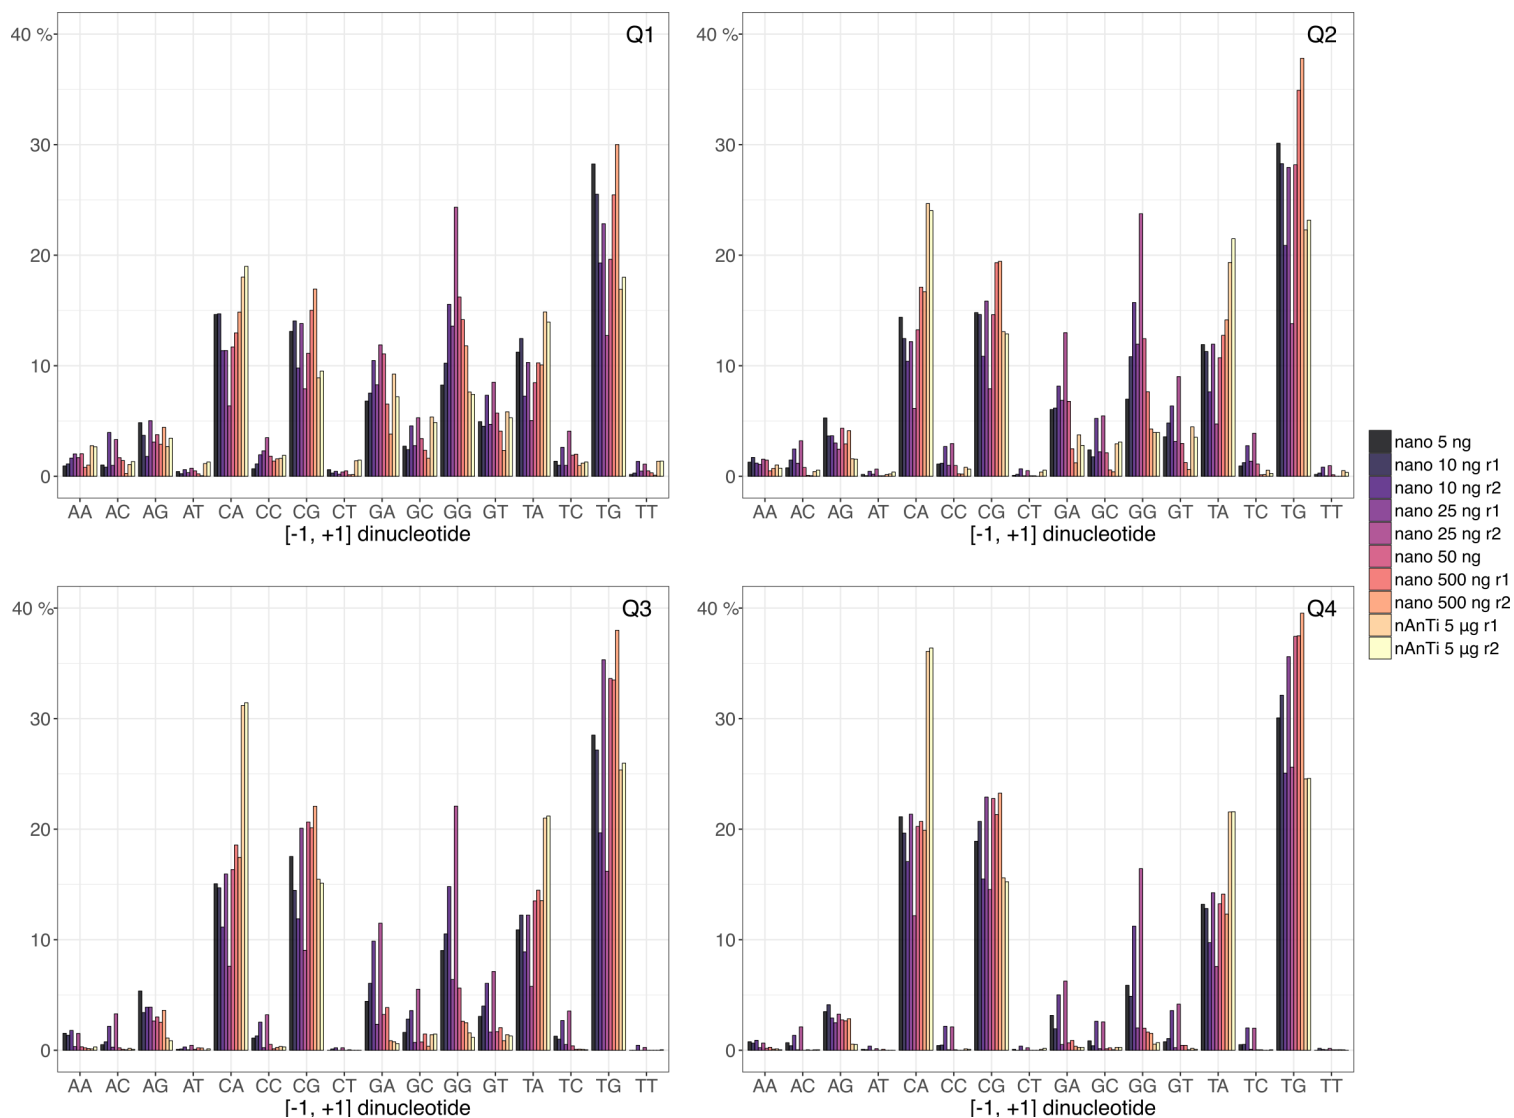 Q1
40 %
30
20
10
0
AA AC AG AT CA CC CG CT GA GC GG GT TA TC TG TT
[-1, +1] dinucleotide
Q2
40 %
30
20
10
0
AA AC AG AT CA CC CG CT GA GC GG GT TA TC TG TT
[-1, +1] dinucleotide
Q3
40 %
30
20
10
0
AA AC AG AT CA CC CG CT GA GC GG GT TA TC TG TT
[-1, +1] dinucleotide
Q4
40 %
30
20
10
0
AA AC AG AT CA CC CG CT GA GC GG GT TA TC TG TT
[-1, +1] dinucleotide
nano 5 ng
nano 10 ng r1
nano 10 ng r2
nano 25 ng r1
nano 25 ng r2
nano 50 ng
nano 500 ng r1
nano 500 ng r2
nAnTi 5 µg r1
nAnTi 5 µg r2